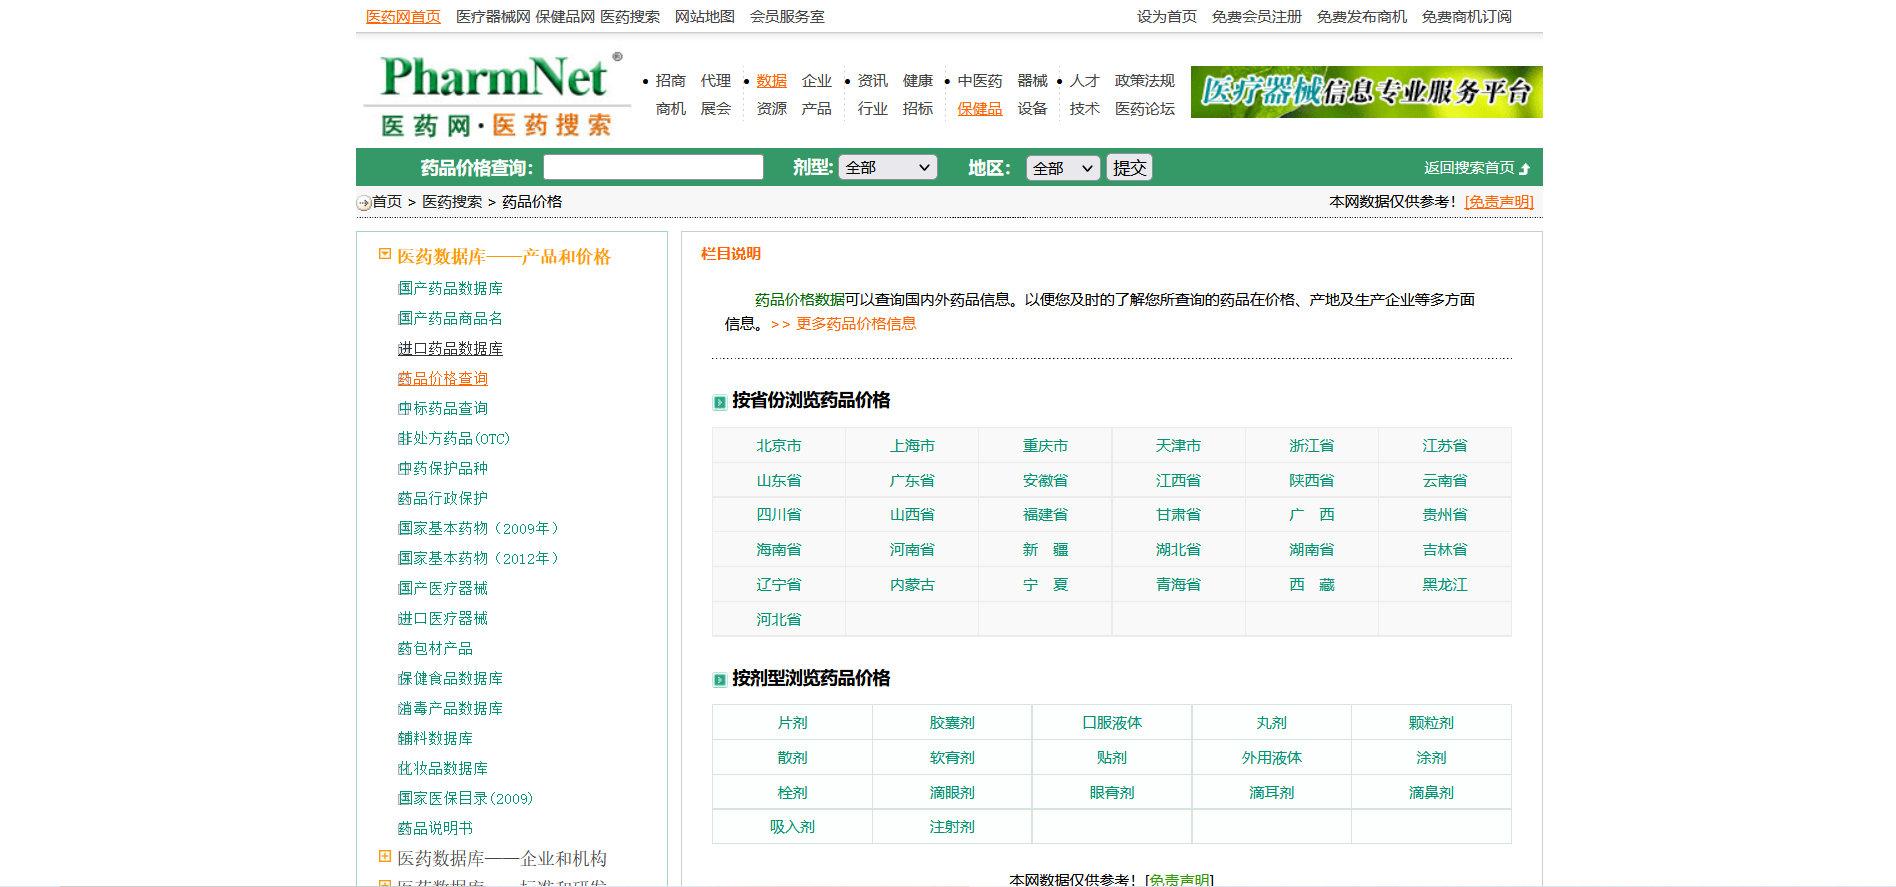 医药网首页 医疗器械网 保健品网 医药搜索 网站地图 会员服务室 设为首页 免费会员注册 免费发布商机 免费商机订阅
PharmNet®
医药网·医药搜索
招商 代理 数据 企业 资讯 健康 中医药 器械 人才 政策法规
商机 展会 资源 产品 行业 招标 保健品 设备 技术 医药论坛
医疗器械信息专业服务平台
药品价格查询： 剂型: 全部 地区： 全部 提交 返回搜索首页
首页 > 医药搜索 > 药品价格 本网数据仅供参考！[免责声明]
医药数据库——产品和价格
国产药品数据库
国产药品商品名
进口药品数据库
药品价格查询
中标药品查询
非处方药品(OTC)
中药保护品种
药品行政保护
国家基本药物（2009年）
国家基本药物（2012年）
国产医疗器械
进口医疗器械
药包材产品
保健食品数据库
消毒产品数据库
辅料数据库
化妆品数据库
国家医保目录(2009)
药品说明书
医药数据库——企业和机构
医药数据库——标准和研发
栏目说明
药品价格数据可以查询国内外药品信息。以便您及时的了解您所查询的药品在价格、产地及生产企业等多方面
信息。>> 更多药品价格信息
按省份浏览药品价格
北京市 上海市 重庆市 天津市 浙江省 江苏省
山东省 广东省 安徽省 江西省 陕西省 云南省
四川省 山西省 福建省 甘肃省 广 西 贵州省
海南省 河南省 新 疆 湖北省 湖南省 吉林省
辽宁省 内蒙古 宁 夏 青海省 西 藏 黑龙江
河北省
按剂型浏览药品价格
片剂 胶囊剂 口服液体 丸剂 颗粒剂
散剂 软膏剂 贴剂 外用液体 涂剂
栓剂 滴眼剂 眼膏剂 滴耳剂 滴鼻剂
吸入剂 注射剂
本网数据仅供参考！[免责声明]